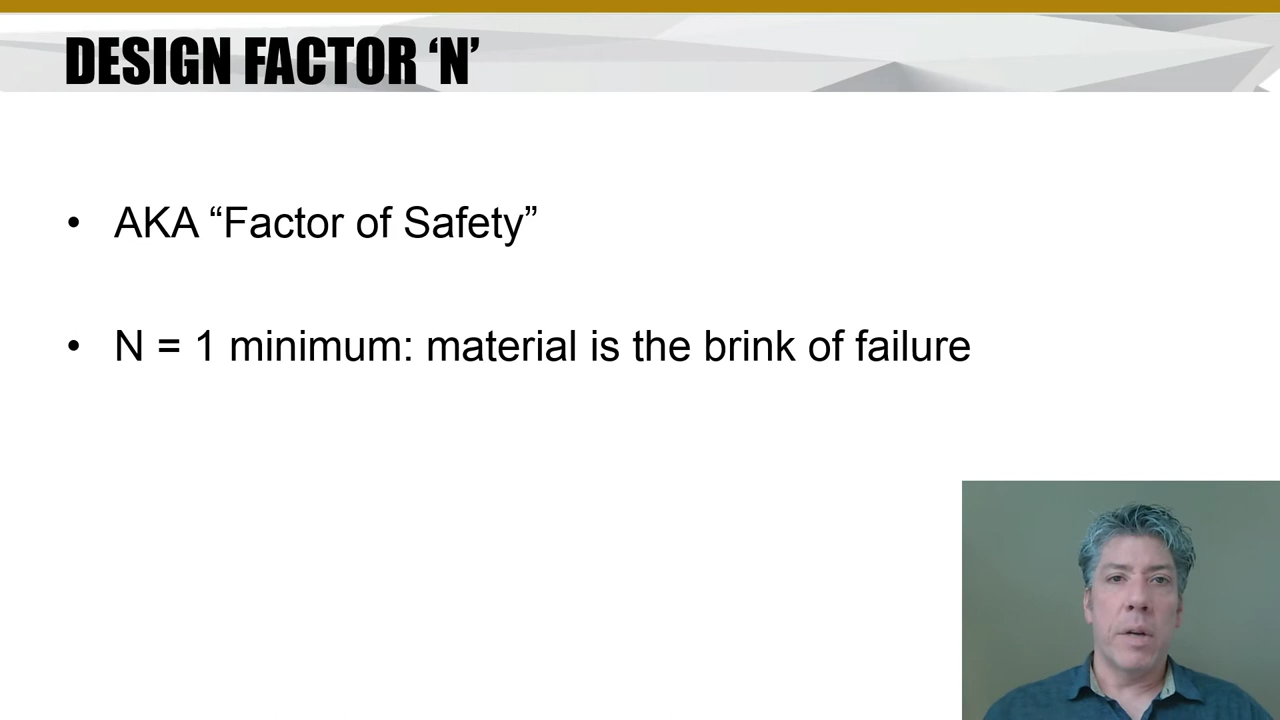 DESIGN FACTOR ‘N’
• AKA “Factor of Safety”
• N = 1 minimum: material is the brink of failure